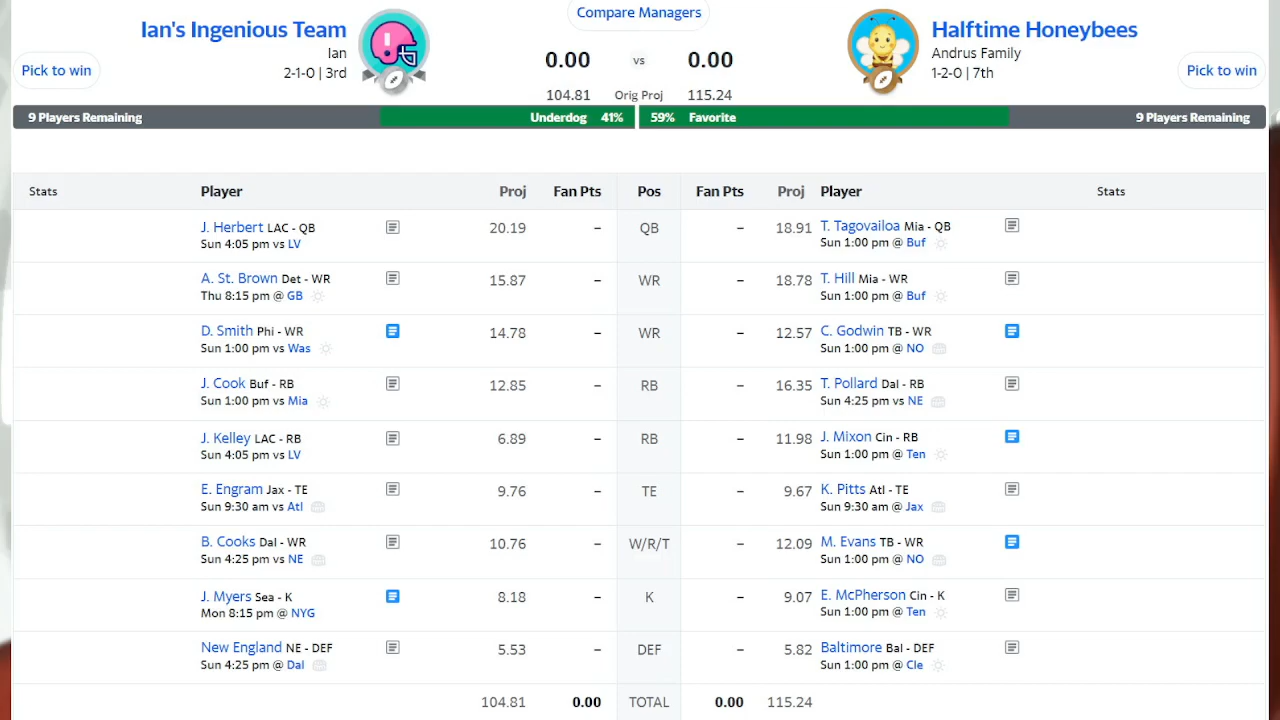 Compare Managers
Ian's Ingenious Team
Ian
2-1-0 | 3rd
Pick to win
0.00 vs 0.00
104.81 Orig Proj 115.24
Halftime Honeybees
Andrus Family
1-2-0 | 7th
Pick to win
9 Players Remaining Underdog 41% 59% Favorite 9 Players Remaining
Stats Player Proj Fan Pts Pos Fan Pts Proj Player Stats
J. Herbert LAC - QB 20.19 – QB – 18.91 T. Tagovailoa Mia - QB
Sun 4:05 pm vs LV Sun 1:00 pm @ Buf
A. St. Brown Det - WR 15.87 – WR – 18.78 T. Hill Mia - WR
Thu 8:15 pm @ GB Sun 1:00 pm @ Buf
D. Smith Phi - WR 14.78 – WR – 12.57 C. Godwin TB - WR
Sun 1:00 pm vs Was Sun 1:00 pm @ NO
J. Cook Buf - RB 12.85 – RB – 16.35 T. Pollard Dal - RB
Sun 1:00 pm vs Mia Sun 4:25 pm vs NE
J. Kelley LAC - RB 6.89 – RB – 11.98 J. Mixon Cin - RB
Sun 4:05 pm vs LV Sun 1:00 pm @ Ten
E. Engram Jax - TE 9.76 – TE – 9.67 K. Pitts Atl - TE
Sun 9:30 am vs Atl Sun 9:30 am @ Jax
B. Cooks Dal - WR 10.76 – W/R/T – 12.09 M. Evans TB - WR
Sun 4:25 pm vs NE Sun 1:00 pm @ NO
J. Myers Sea - K 8.18 – K – 9.07 E. McPherson Cin - K
Mon 8:15 pm @ NYG Sun 1:00 pm @ Ten
New England NE - DEF 5.53 – DEF – 5.82 Baltimore Bal - DEF
Sun 4:25 pm @ Dal Sun 1:00 pm @ Cle
104.81 0.00 TOTAL 0.00 115.24